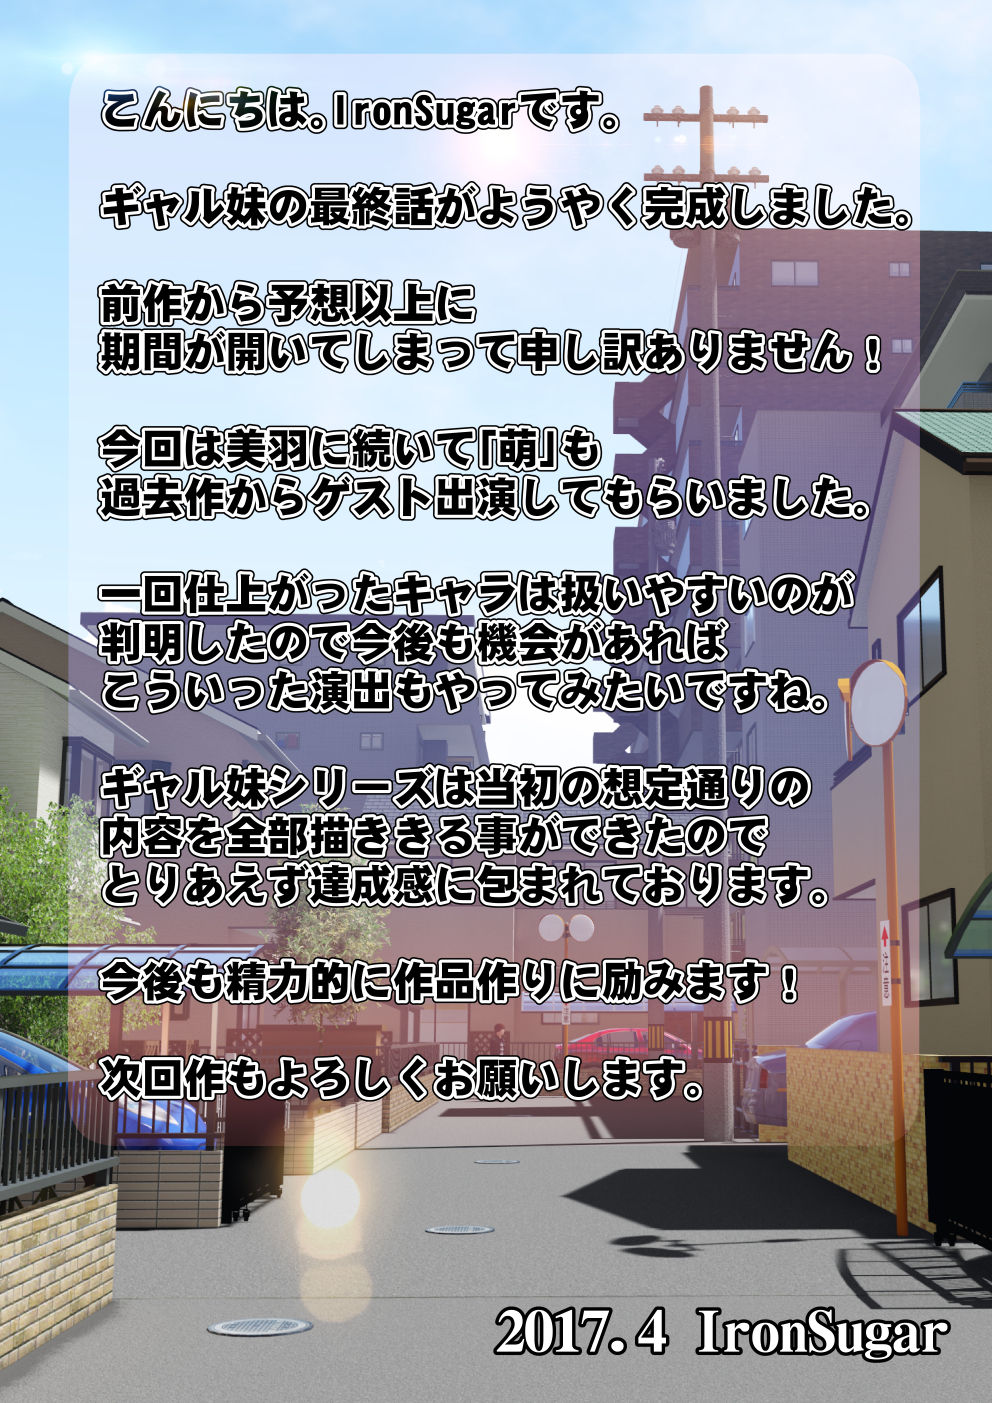 こんにちは。IronSugarです。
ギャル妹の最終話がようやく完成しました。
前作から予想以上に
期間が開いてしまって申し訳ありません！
今回は美羽に続いて「萌」も
過去作からゲスト出演してもらいました。
一回仕上がったキャラは扱いやすいのが
判明したので今後も機会があれば
こういった演出もやってみたいですね。
ギャル妹シリーズは当初の想定通りの
内容を全部描ききる事ができたので
とりあえず達成感に包まれております。
今後も精力的に作品作りに励みます！
次回作もよろしくお願いします。
2017.4 IronSugar